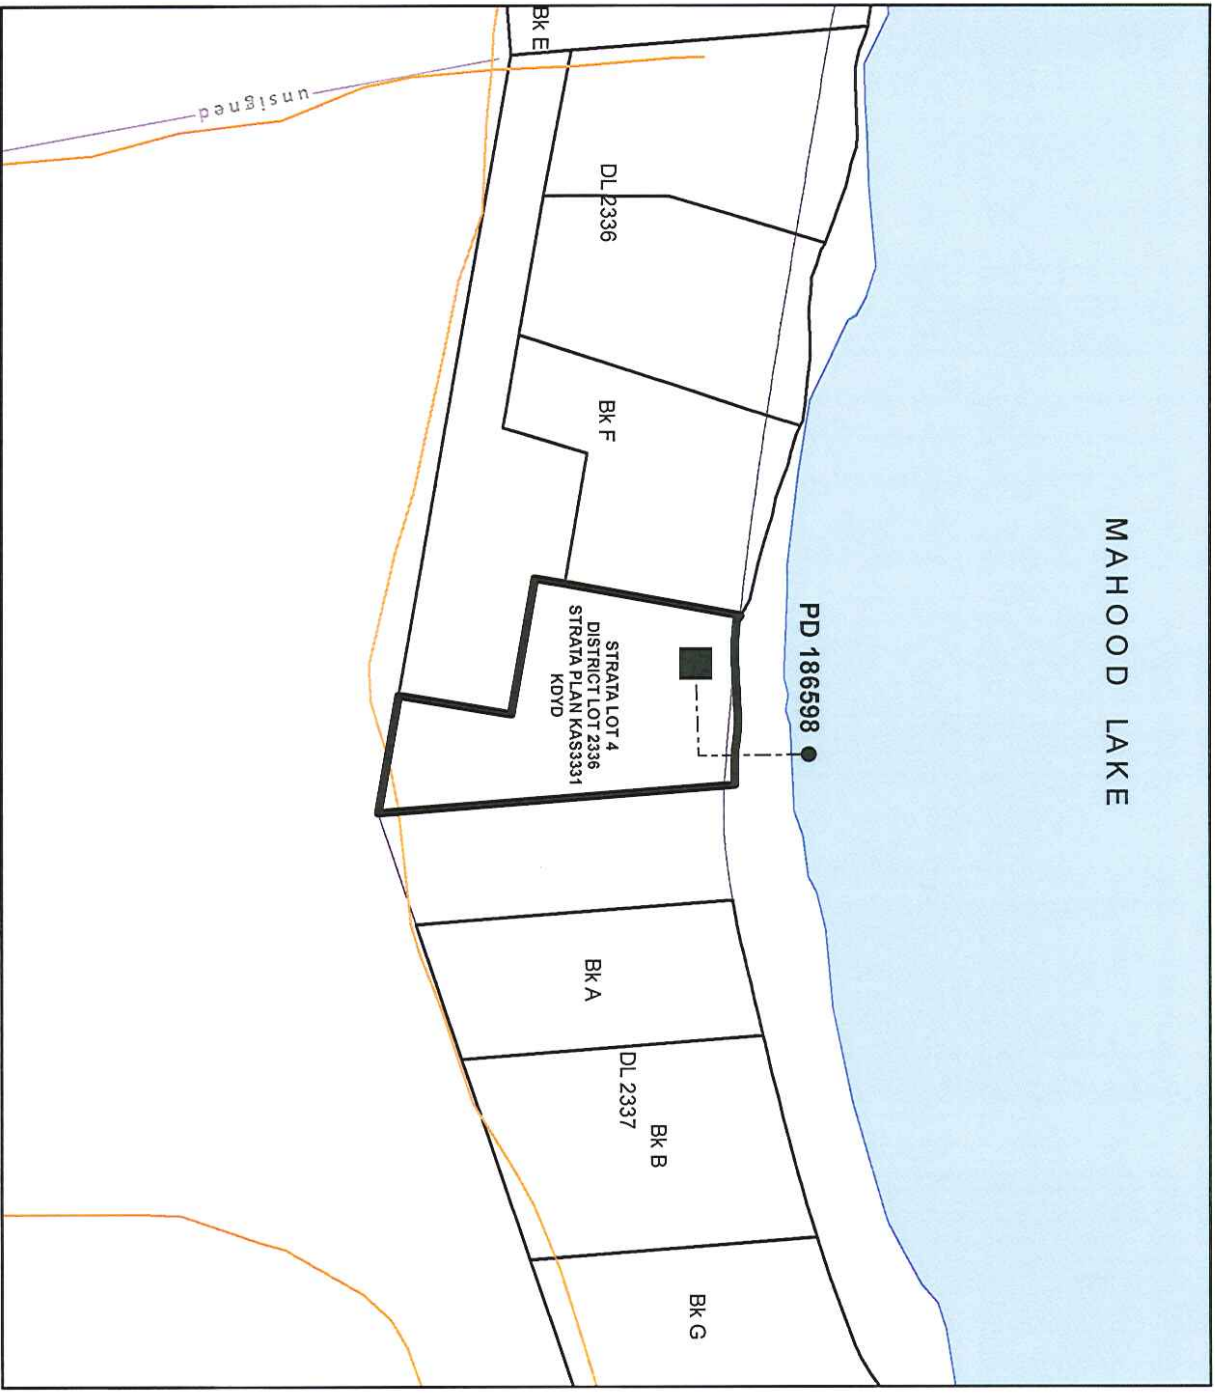 MAHOOD LAKE
PD 186598
Bk E
unsigned
DL 2336
Bk F
STRATA LOT 4
DISTRICT LOT 2336
STRATA PLAN KAS3331
KDYD
Bk A
DL 2337
Bk B
Bk G